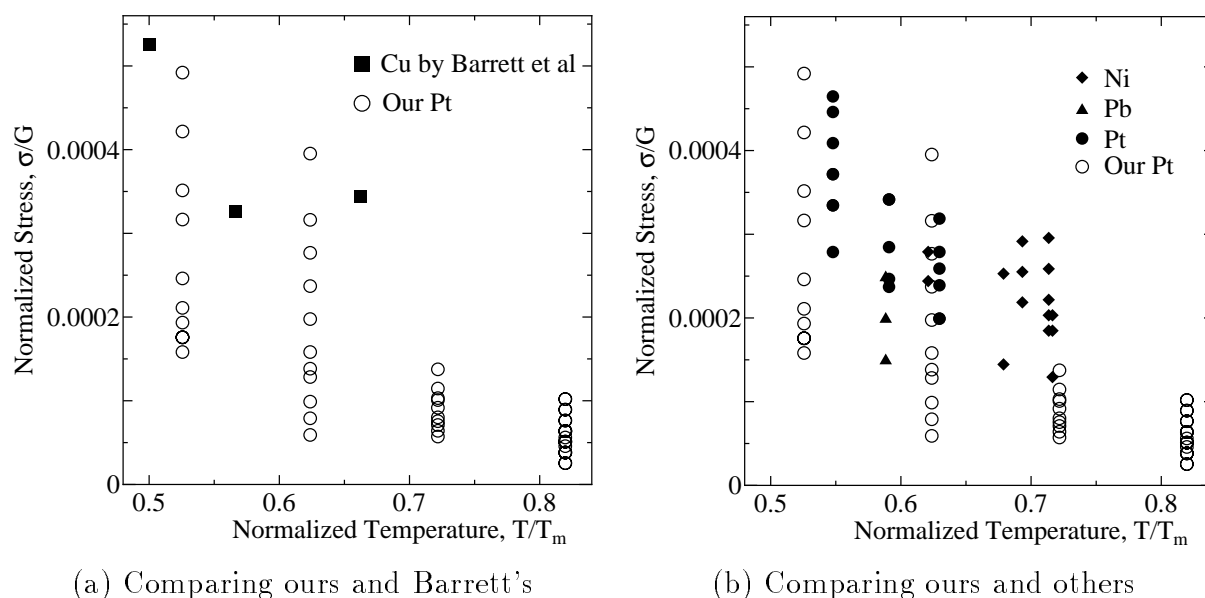 Normalized Stress, σ/G
0.0004
0.0002
0
0.5
0.6
0.7
0.8
Normalized Temperature, T/Tm
Cu by Barrett et al
Our Pt
(a) Comparing ours and Barrett's
Normalized Stress, σ/G
0.0004
0.0002
0
0.5
0.6
0.7
0.8
Normalized Temperature, T/Tm
Ni
Pb
Pt
Our Pt
(b) Comparing ours and others